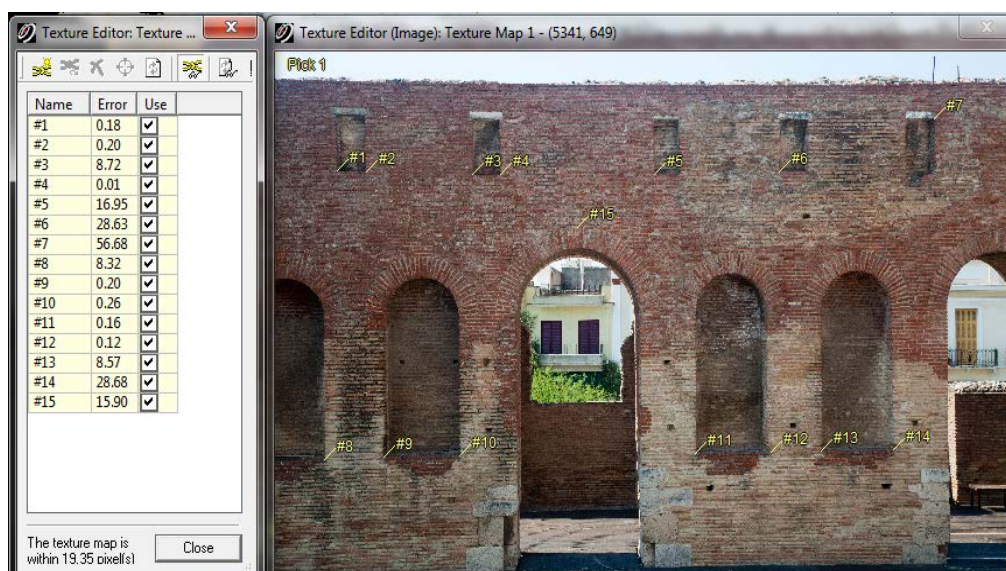 Texture Editor: Texture ...
Name Error Use
#1 0.18
#2 0.20
#3 8.72
#4 0.01
#5 16.95
#6 28.63
#7 56.68
#8 8.32
#9 0.20
#10 0.26
#11 0.16
#12 0.12
#13 8.57
#14 28.68
#15 15.90
The texture map is
within 19.35 pixel(s)
Close
Texture Editor (Image): Texture Map 1 - (5341, 649)
Pick 1
#7
#1 #2 #3 #4 #5 #6
#15
#8 #9 #10 #11 #12 #13 #14